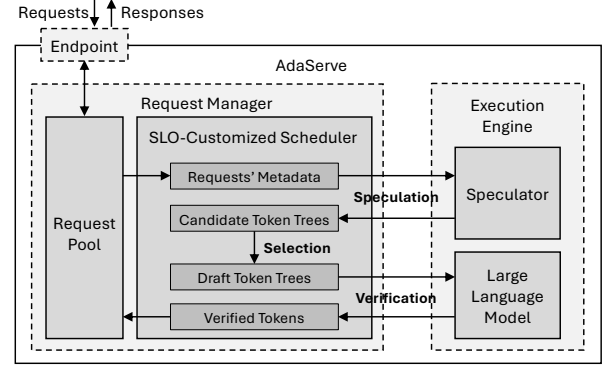 Requests
Responses
Endpoint
AdaServe
Request Manager
Execution
Engine
SLO-Customized Scheduler
Request
Pool
Requests' Metadata
Speculation
Speculator
Candidate Token Trees
Selection
Draft Token Trees
Verification
Large
Language
Model
Verified Tokens